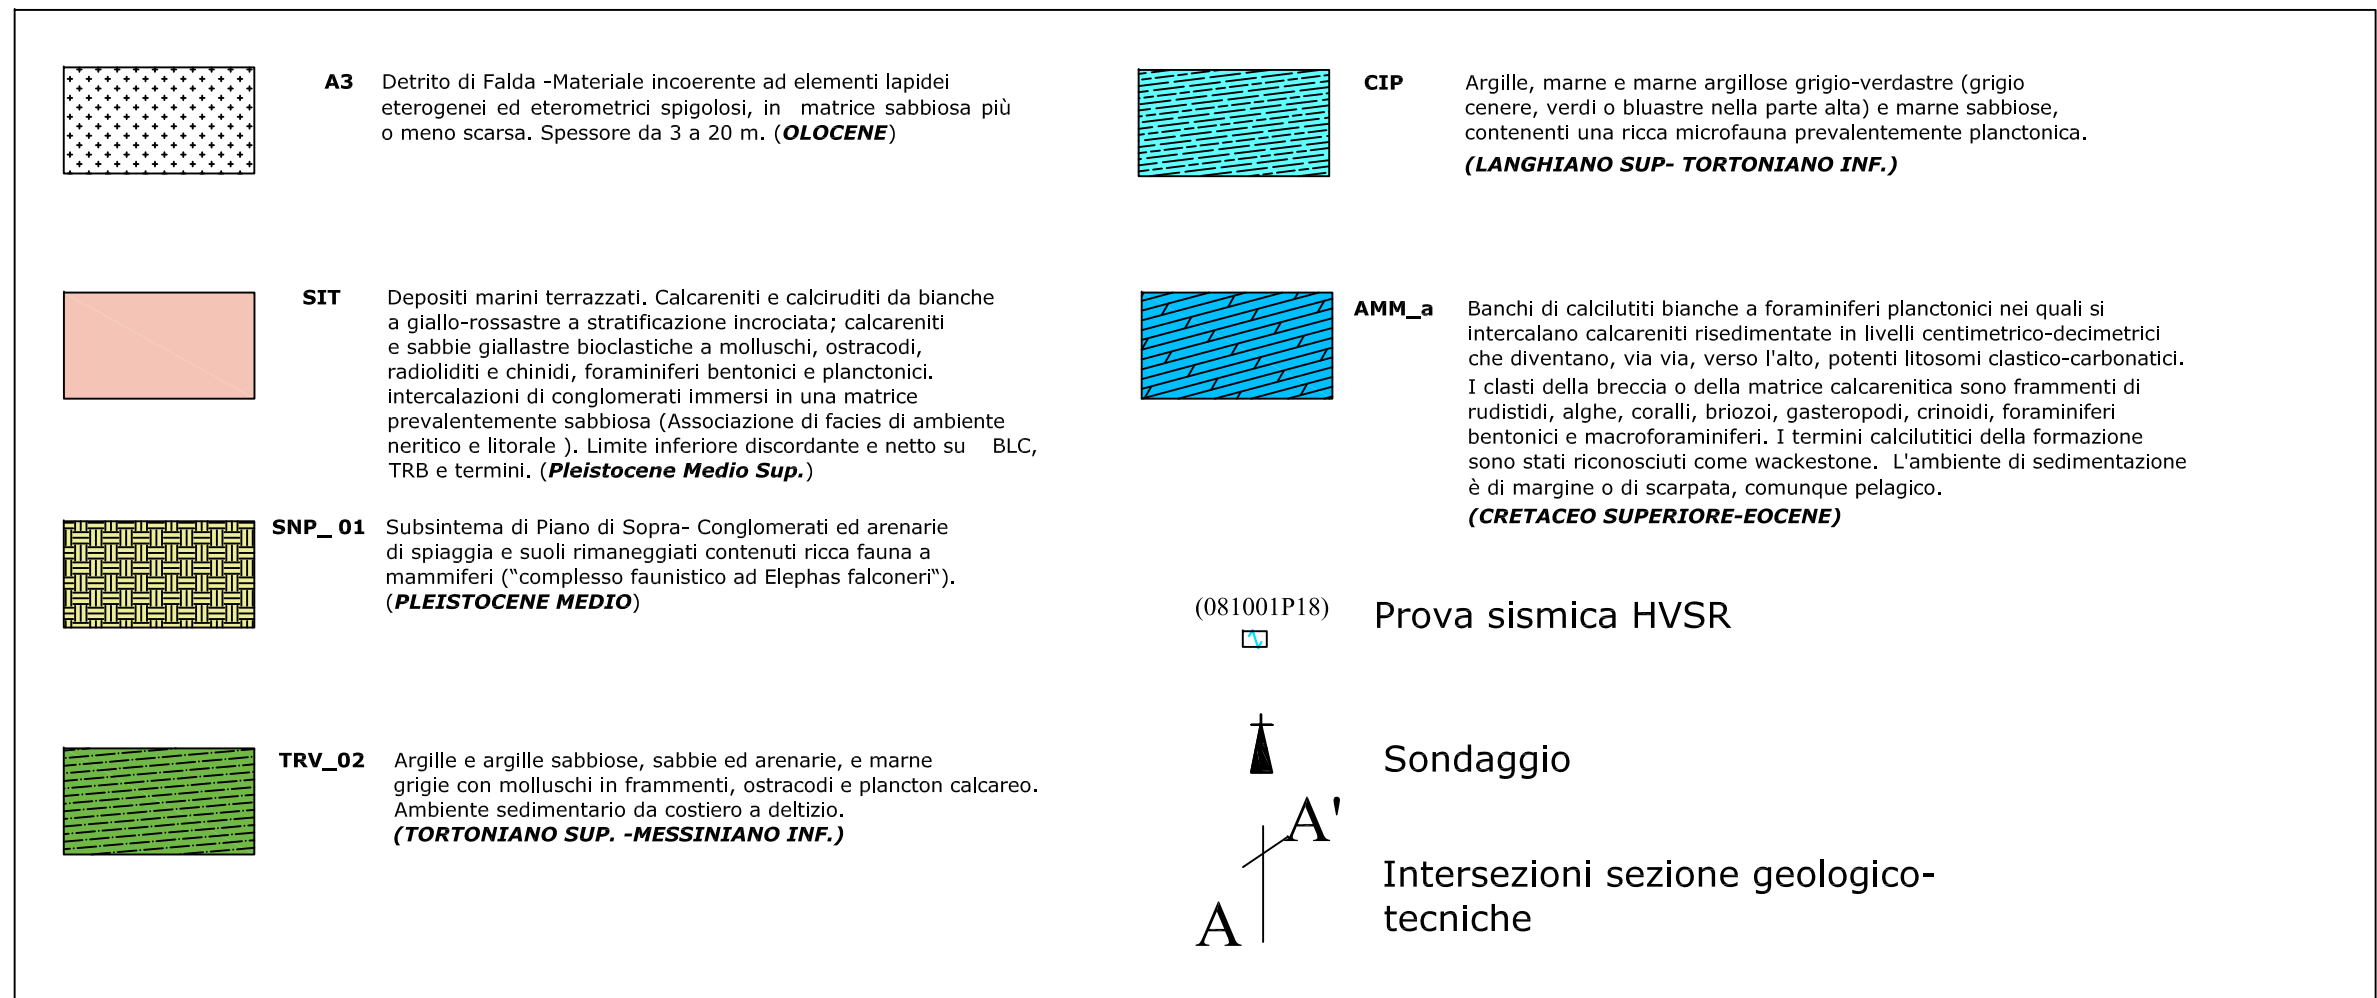 A3 Detrito di Falda -Materiale incoerente ad elementi lapidei
eterogenei ed eterometrici spigolosi, in matrice sabbiosa più
o meno scarsa. Spessore da 3 a 20 m. (OLOCENE)
SIT Depositi marini terrazzati. Calcareniti e calciruditi da bianche
a giallo-rossastre a stratificazione incrociata; calcareniti
e sabbie giallastre bioclastiche a molluschi, ostracodi,
radioliditi e chinidi, foraminiferi bentonici e planctonici.
intercalazioni di conglomerati immersi in una matrice
prevalentemente sabbiosa (Associazione di facies di ambiente
neritico e litorale ). Limite inferiore discordante e netto su BLC,
TRB e termini. (Pleistocene Medio Sup.)
SNP_ 01 Subsintema di Piano di Sopra- Conglomerati ed arenarie
di spiaggia e suoli rimaneggiati contenuti ricca fauna a
mammiferi ("complesso faunistico ad Elephas falconeri").
(PLEISTOCENE MEDIO)
TRV_02 Argille e argille sabbiose, sabbie ed arenarie, e marne
grigie con molluschi in frammenti, ostracodi e plancton calcareo.
Ambiente sedimentario da costiero a deltizio.
(TORTONIANO SUP. -MESSINIANO INF.)
CIP Argille, marne e marne argillose grigio-verdastre (grigio
cenere, verdi o bluastre nella parte alta) e marne sabbiose,
contenenti una ricca microfauna prevalentemente planctonica.
(LANGHIANO SUP- TORTONIANO INF.)
AMM_a Banchi di calcilutiti bianche a foraminiferi planctonici nei quali si
intercalano calcareniti risedimentate in livelli centimetrico-decimetrici
che diventano, via via, verso l'alto, potenti litosomi clastico-carbonatici.
I clasti della breccia o della matrice calcarenitica sono frammenti di
rudistidi, alghe, coralli, briozoi, gasteropodi, crinoidi, foraminiferi
bentonici e macroforaminiferi. I termini calcilutitici della formazione
sono stati riconosciuti come wackestone. L'ambiente di sedimentazione
è di margine o di scarpata, comunque pelagico.
(CRETACEO SUPERIORE-EOCENE)
(081001P18) Prova sismica HVSR
Sondaggio
A'
Intersezioni sezione geologico-
tecniche
A